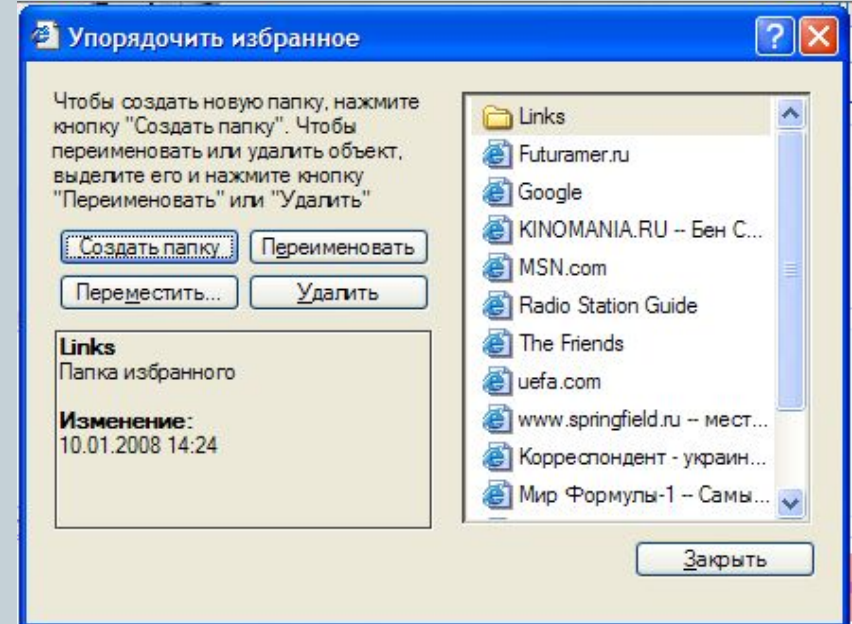 Упорядочить избранное
Чтобы создать новую папку, нажмите
кнопку "Создать папку". Чтобы
переименовать или удалить объект,
выделите его и нажмите кнопку
"Переименовать" или "Удалить"
Создать папку
Переименовать
Переместить...
Удалить
Links
Папка избранного
Изменение:
10.01.2008 14:24
Links
Futuramer.ru
Google
KINOMANIA.RU -- Бен С...
MSN.com
Radio Station Guide
The Friends
uefa.com
www.springfield.ru -- мест...
Корреспондент - украин...
Мир Формулы-1 -- Самы...
Закрыть